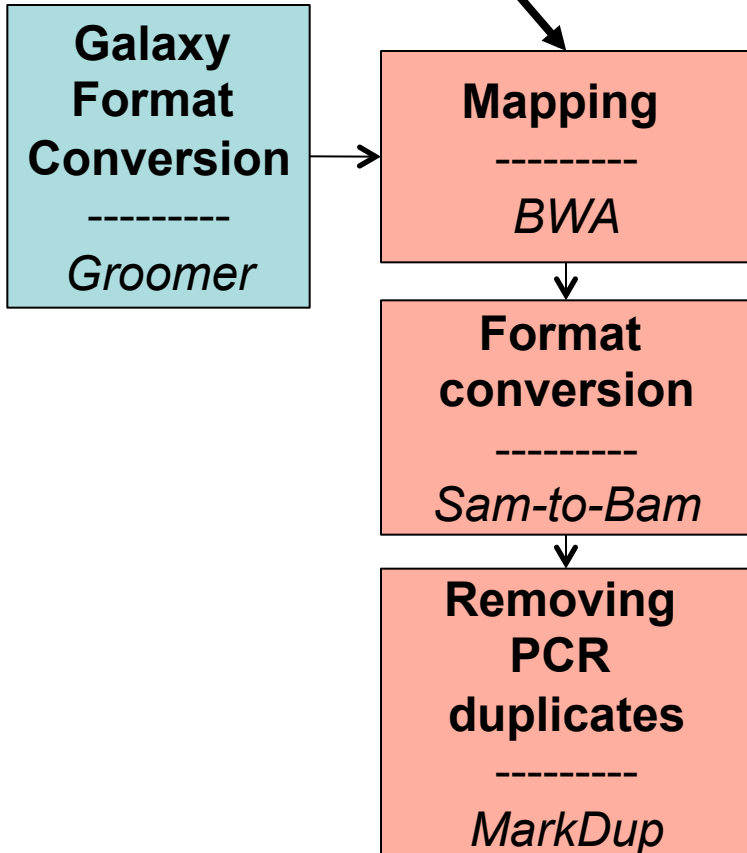 Galaxy
Format
Conversion
---------
Groomer
Mapping
---------
BWA
Format
conversion
---------
Sam-to-Bam
Removing
PCR
duplicates
---------
MarkDup